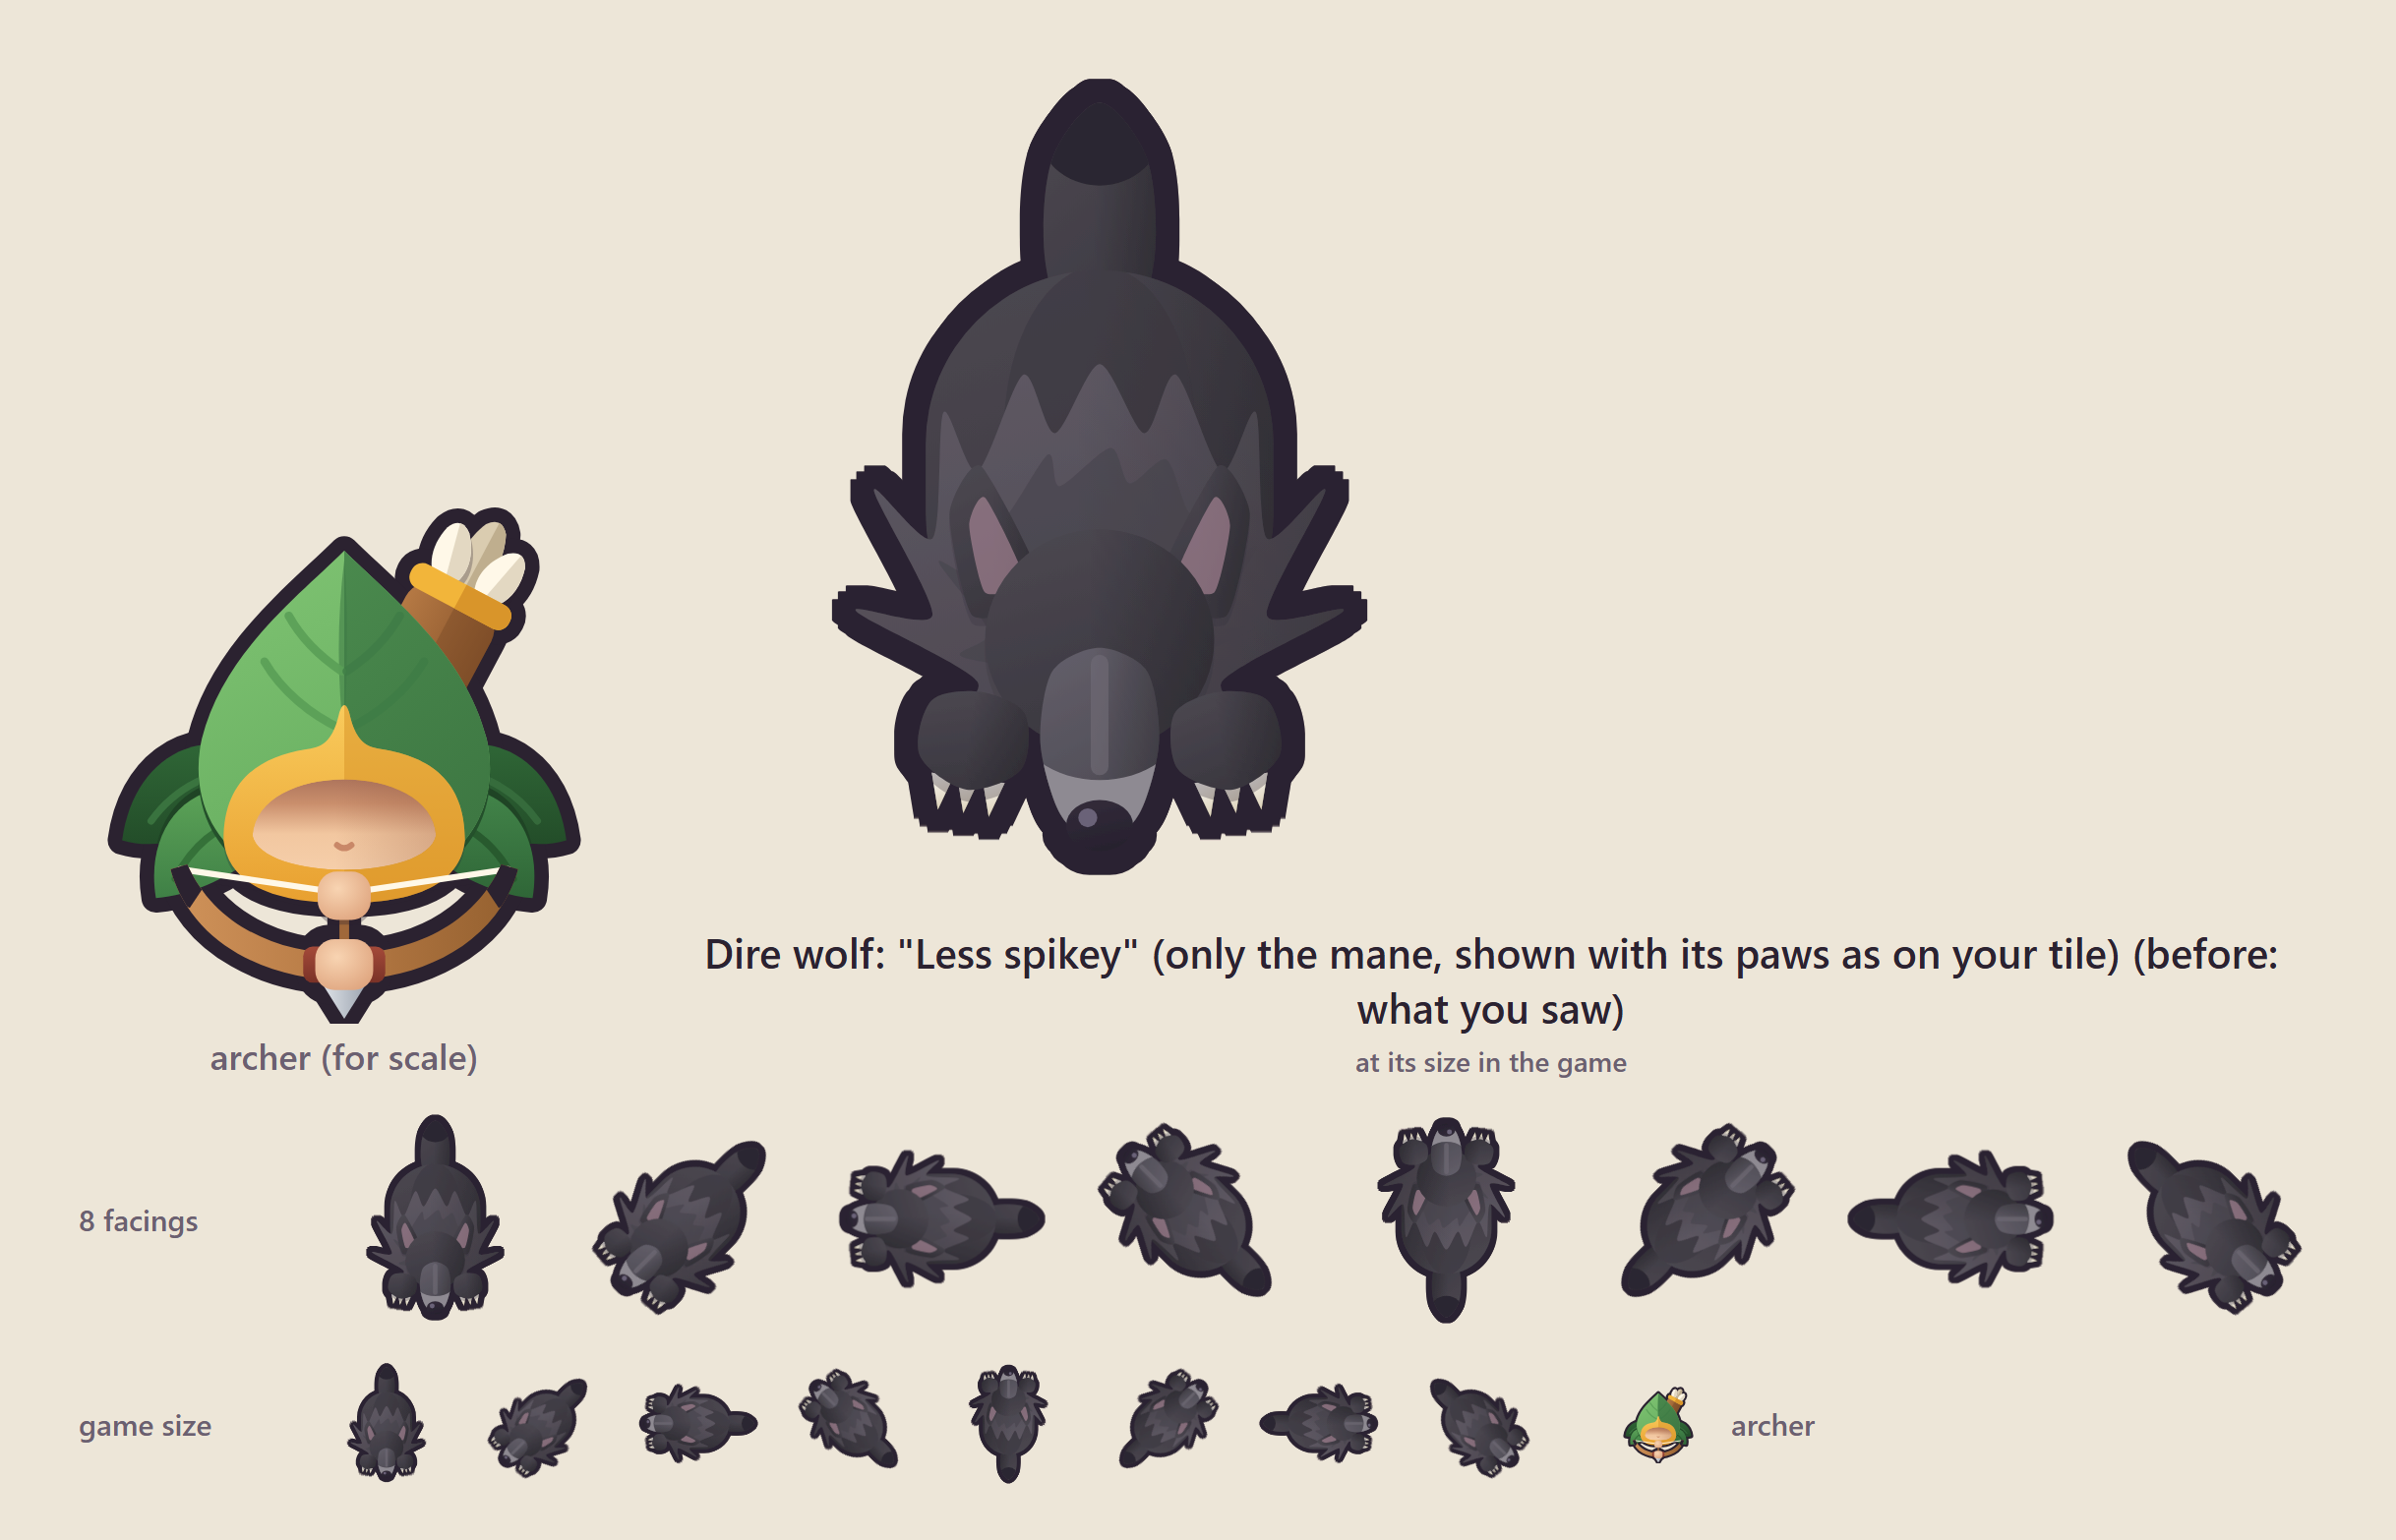 Dire wolf: "Less spikey" (only the mane, shown with its paws as on your tile) (before:
what you saw)
archer (for scale)
at its size in the game
8 facings
game size
archer